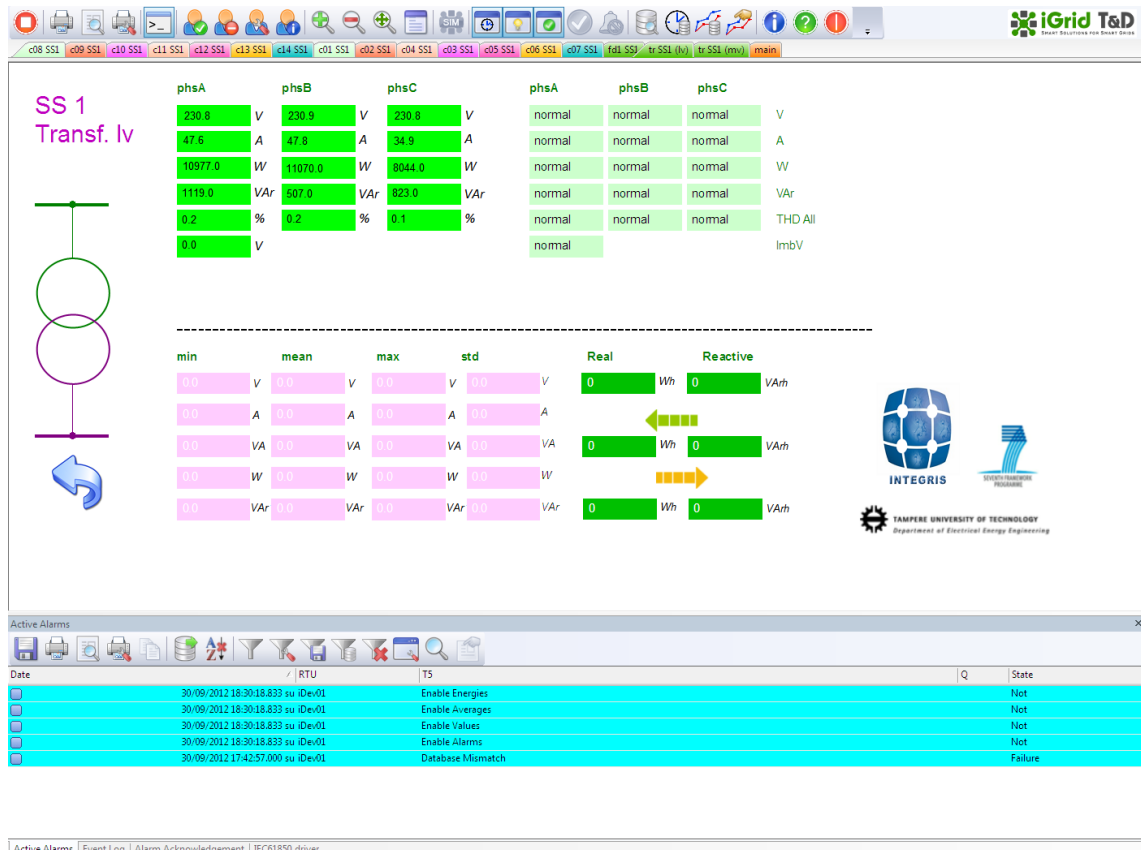 >_
SIM
iGrid T&D
SMART SOLUTIONS FOR SMART GRIDS
c08 SS1 c09 SS1 c10 SS1 c11 SS1 c12 SS1 c13 SS1 c14 SS1 c01 SS1 c02 SS1 c04 SS1 c03 SS1 c05 SS1 c06 SS1 c07 SS1 fd1 SS1 tr SS1 (lv) tr SS1 (mv) main
SS 1
Transf. lv
phsA phsB phsC phsA phsB phsC
230.8 V 230.9 V 230.8 V normal normal normal V
47.6 A 47.8 A 34.9 A normal normal normal A
10977.0 W 11070.0 W 8044.0 W normal normal normal W
1119.0 VAr 507.0 VAr 823.0 VAr normal normal normal VAr
0.2 % 0.2 % 0.1 % normal normal normal THD All
0.0 V normal ImbV
min mean max std Real Reactive
0.0 V 0.0 V 0.0 V 0.0 V 0 Wh 0 VArh
0.0 A 0.0 A 0.0 A 0.0 A
0.0 VA 0.0 VA 0.0 VA 0.0 VA 0 Wh 0 VArh
0.0 W 0.0 W 0.0 W 0.0 W
0.0 VAr 0.0 VAr 0.0 VAr 0.0 VAr 0 Wh 0 VArh
INTEGRIS
SEVENTH FRAMEWORK
PROGRAMME
TAMPERE UNIVERSITY OF TECHNOLOGY
Department of Electrical Energy Engineering
Active Alarms
Date RTU T5 Q State
30/09/2012 18:30:18.833 su iDev01 Enable Energies Not
30/09/2012 18:30:18.833 su iDev01 Enable Averages Not
30/09/2012 18:30:18.833 su iDev01 Enable Values Not
30/09/2012 18:30:18.833 su iDev01 Enable Alarms Not
30/09/2012 17:42:57.000 su iDev01 Database Mismatch Failure
Active Alarms Event Log Alarm Acknowledgement IEC61850 driver